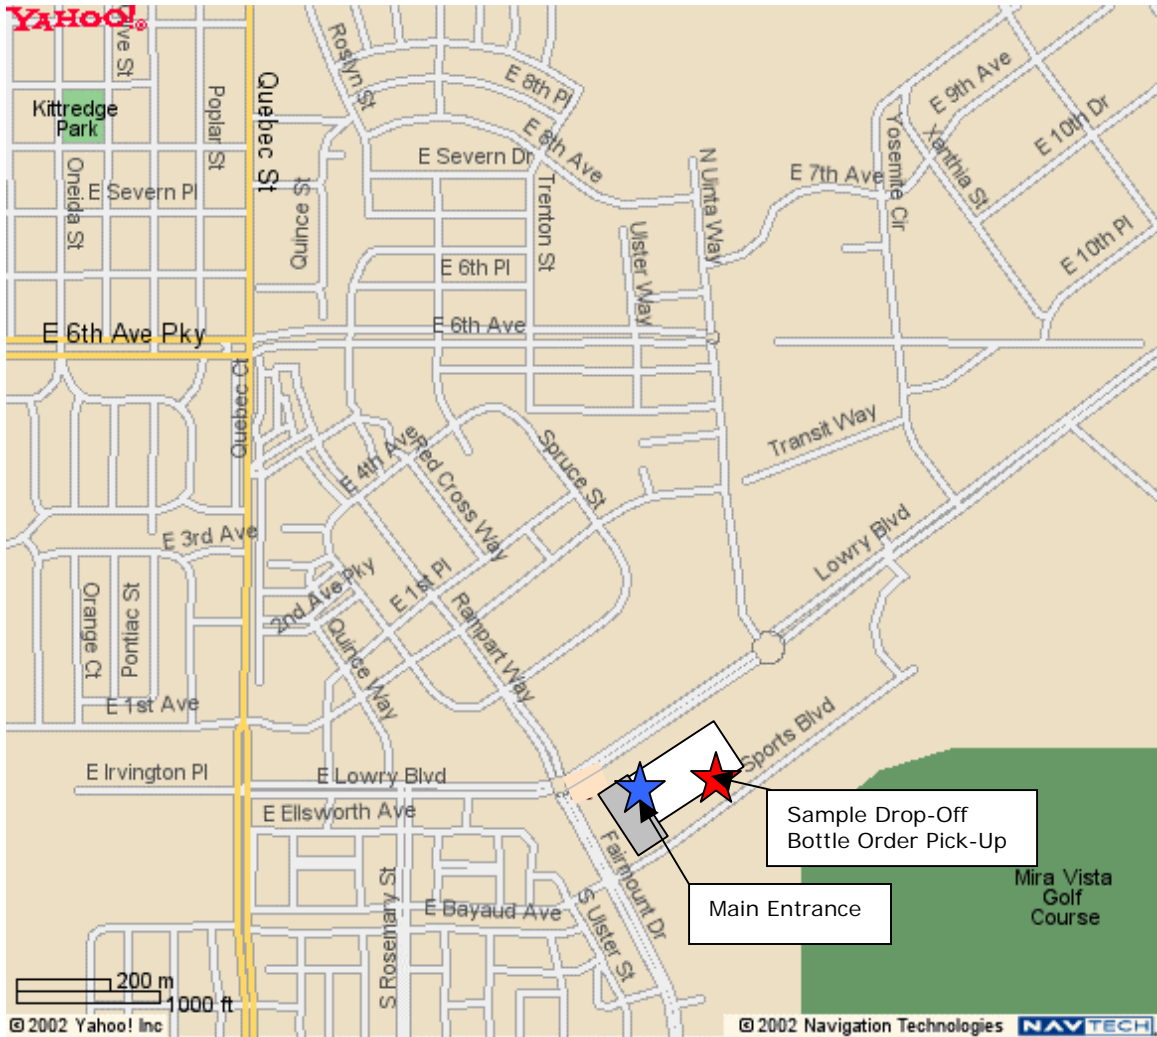 YAHOO!®
ive St
Roslyn St
E 8th Pl
E 9th Ave
Kittredge
Park
Poplar St
Quebec St
E 8th Ave
Yosemite Cir
Xanthia St
E 10th Dr
E Severn Dr
N Uinta Way
E 7th Ave
Oneida St
E Severn Pl
Quince St
Trenton St
Ulster Way
E 10th Pl
E 6th Pl
E 6th Ave Pky
E 6th Ave
Quebec Ct
E 4th Ave
Red Cross Way
Spruce St
Transit Way
E 3rd Ave
Lowry Blvd
Orange Ct
Pontiac St
2nd Ave Pky
E 1st Pl
Rampart Way
Quince Way
E 1st Ave
Sports Blvd
E Irvington Pl
E Lowry Blvd
E Ellsworth Ave
Sample Drop-Off
Bottle Order Pick-Up
Fairmount Dr
Mira Vista
Golf
Course
S Rosemary St
E Bayaud Ave
S Ulster St
Main Entrance
200 m
1000 ft
© 2002 Yahoo! Inc
© 2002 Navigation Technologies
NAVTECH